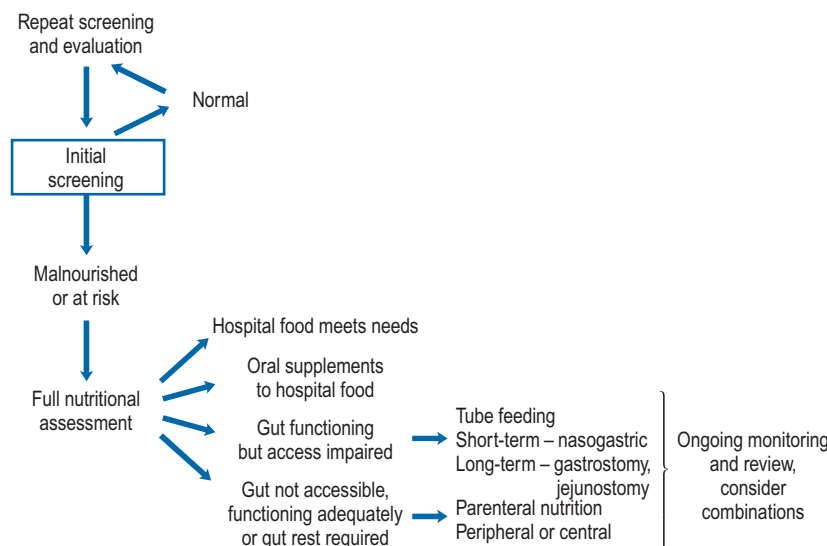 Repeat screening
and evaluation
Normal
Initial
screening
Malnourished
or at risk
Full nutritional
assessment
Hospital food meets needs
Oral supplements
to hospital food
Gut functioning
but access impaired
Gut not accessible,
functioning adequately
or gut rest required
Tube feeding
Short-term – nasogastric
Long-term – gastrostomy,
jejunostomy
Parenteral nutrition
Peripheral or central
Ongoing monitoring
and review,
consider
combinations